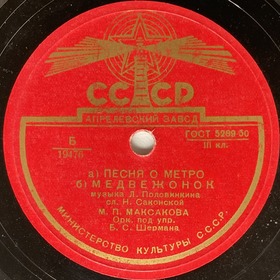 СССР
АПРЕЛЕВСКИЙ ЗАВОД
ГОСТ 5289-50
Б
III кл.
19476
а) ПЕСНЯ О МЕТРО
б) МЕДВЕЖОНОК
музыка Л. Половинкина
сл. Н. Саконской
М. П. МАКСАКОВА
Орк. под упр.
Б. С. Шермана
МИНИСТЕРСТВО КУЛЬТУРЫ С.С.С.Р.